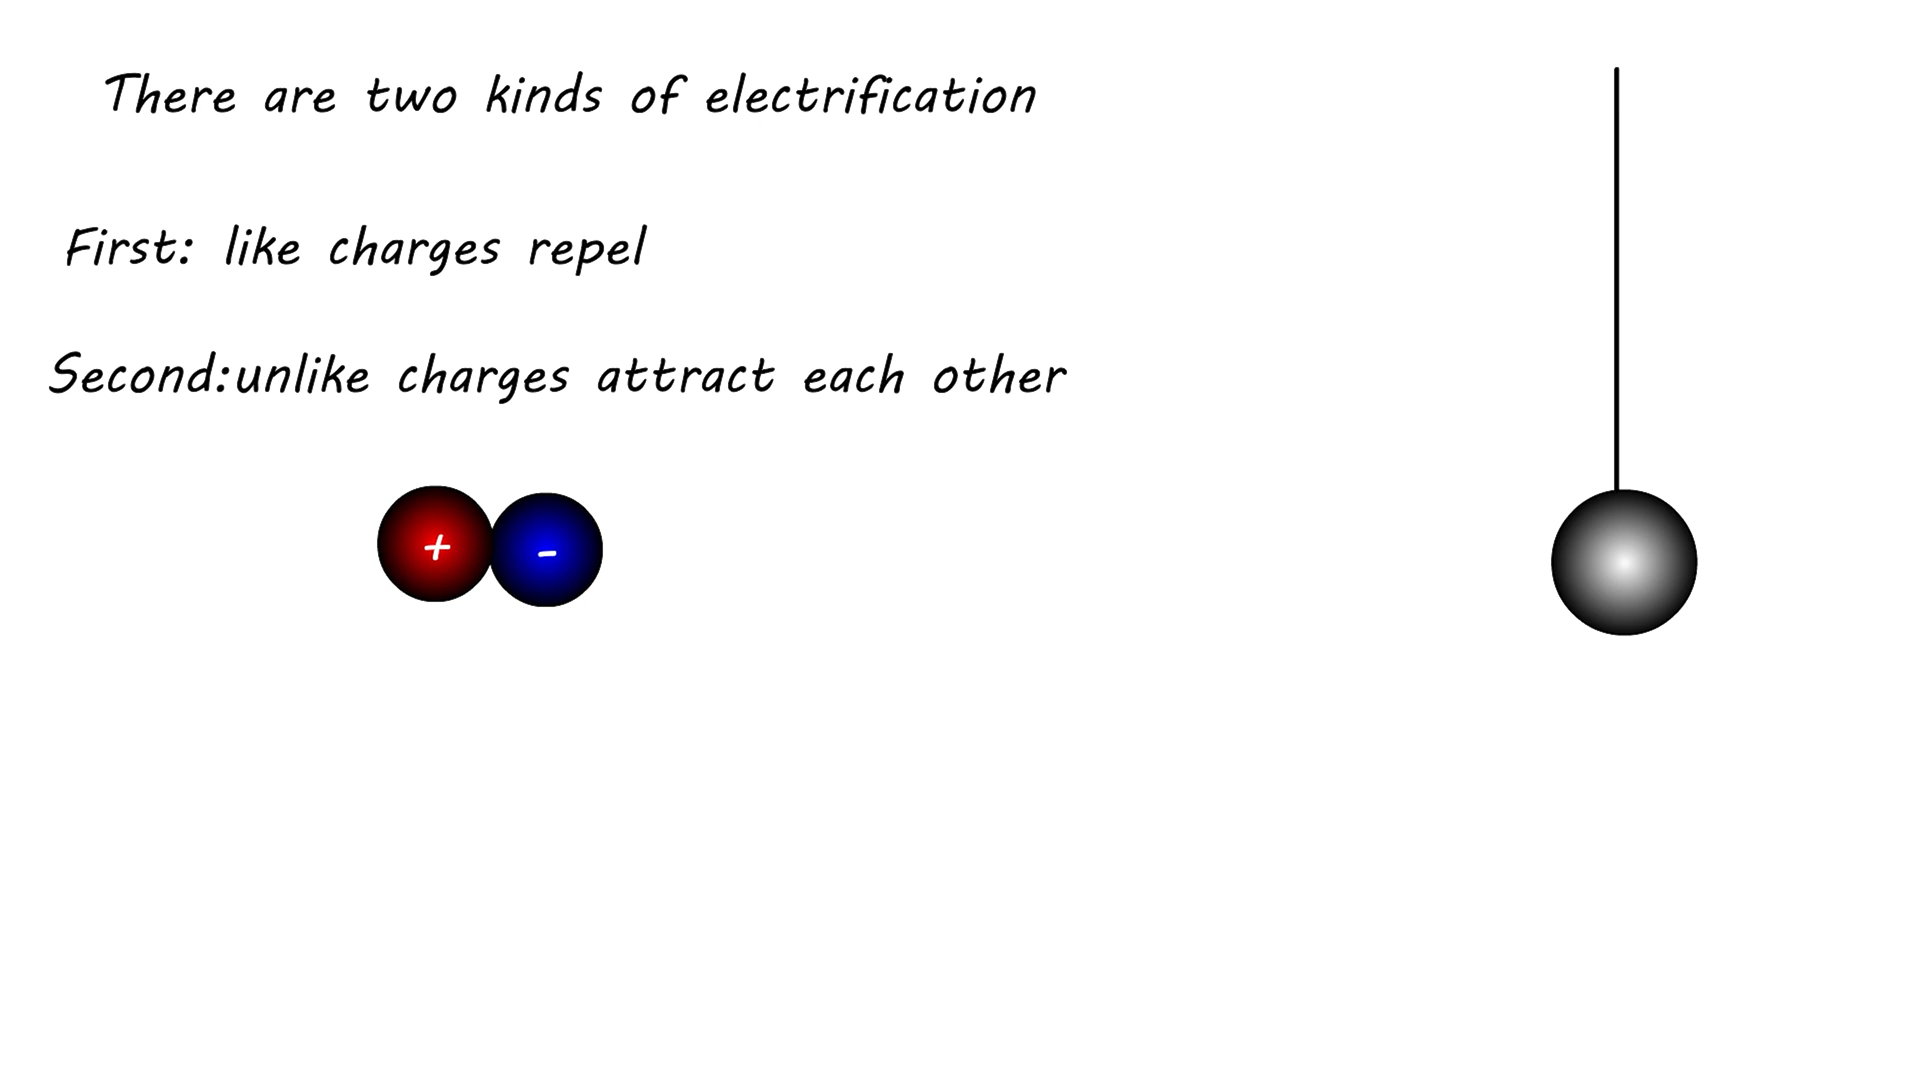 There are two kinds of electrification
First: like charges repel
Second:unlike charges attract each other
+ -